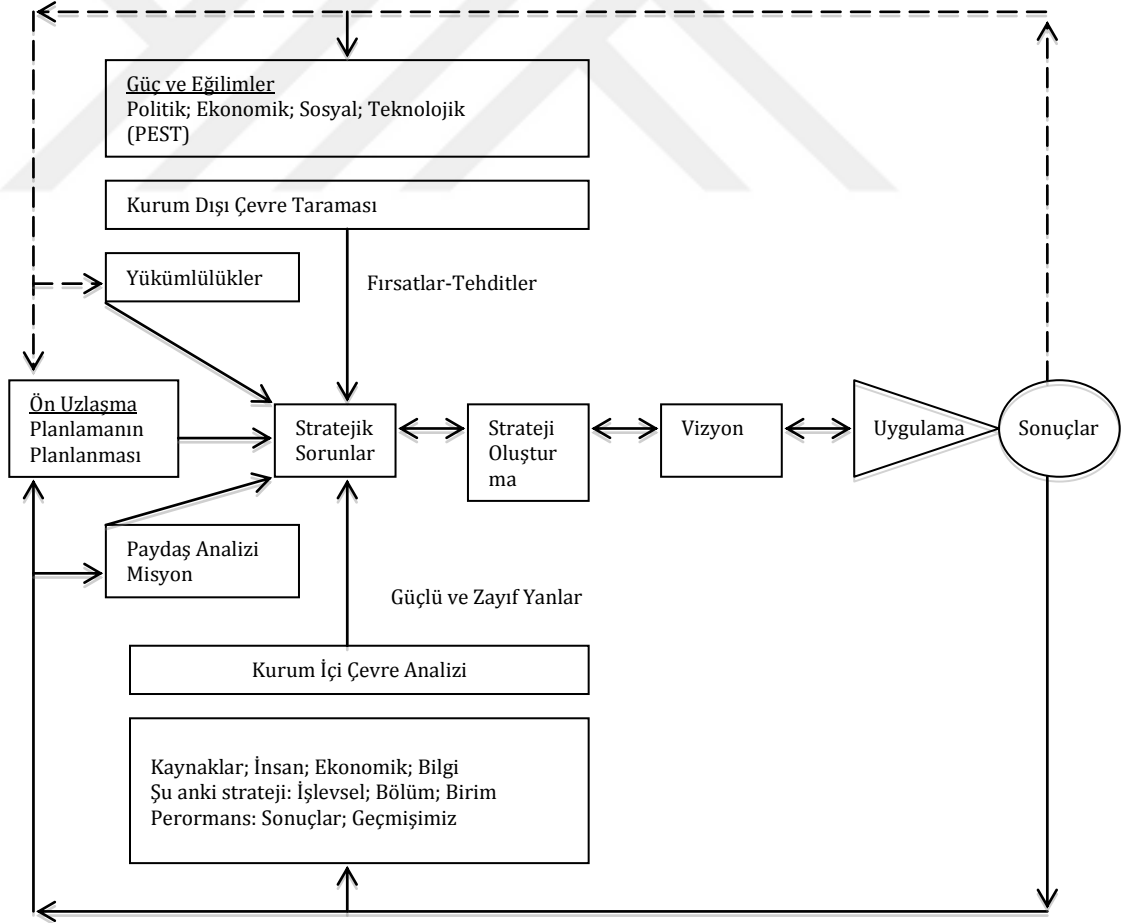 Güç ve Eğilimler
Politik; Ekonomik; Sosyal; Teknolojik
(PEST)
Kurum Dışı Çevre Taraması
Yükümlülükler
Fırsatlar-Tehditler
Ön Uzlaşma
Planlamanın
Planlanması
Stratejik
Sorunlar
Strateji
Oluştur
ma
Vizyon
Uygulama
Sonuçlar
Paydaş Analizi
Misyon
Güçlü ve Zayıf Yanlar
Kurum İçi Çevre Analizi
Kaynaklar; İnsan; Ekonomik; Bilgi
Şu anki strateji: İşlevsel; Bölüm; Birim
Perormans: Sonuçlar; Geçmişimiz